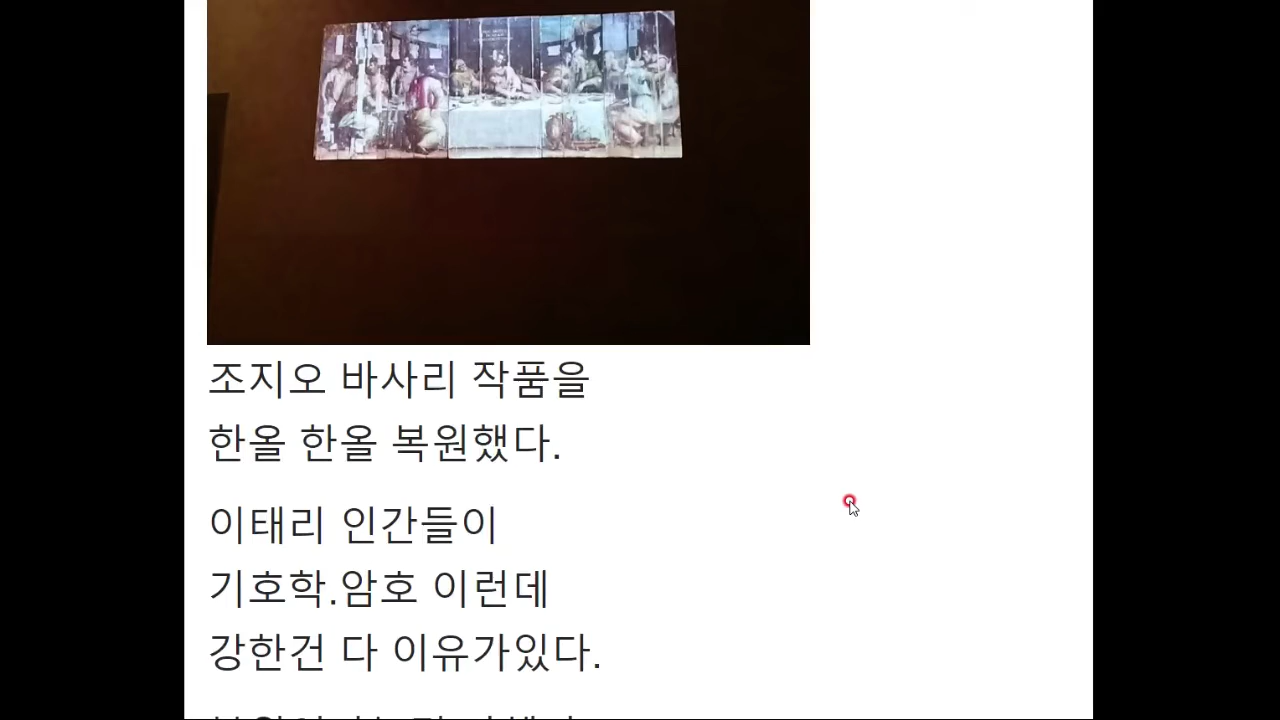 조지오 바사리 작품을
한올 한올 복원했다.
이태리 인간들이
기호학.암호 이런데
강한건 다 이유가있다.